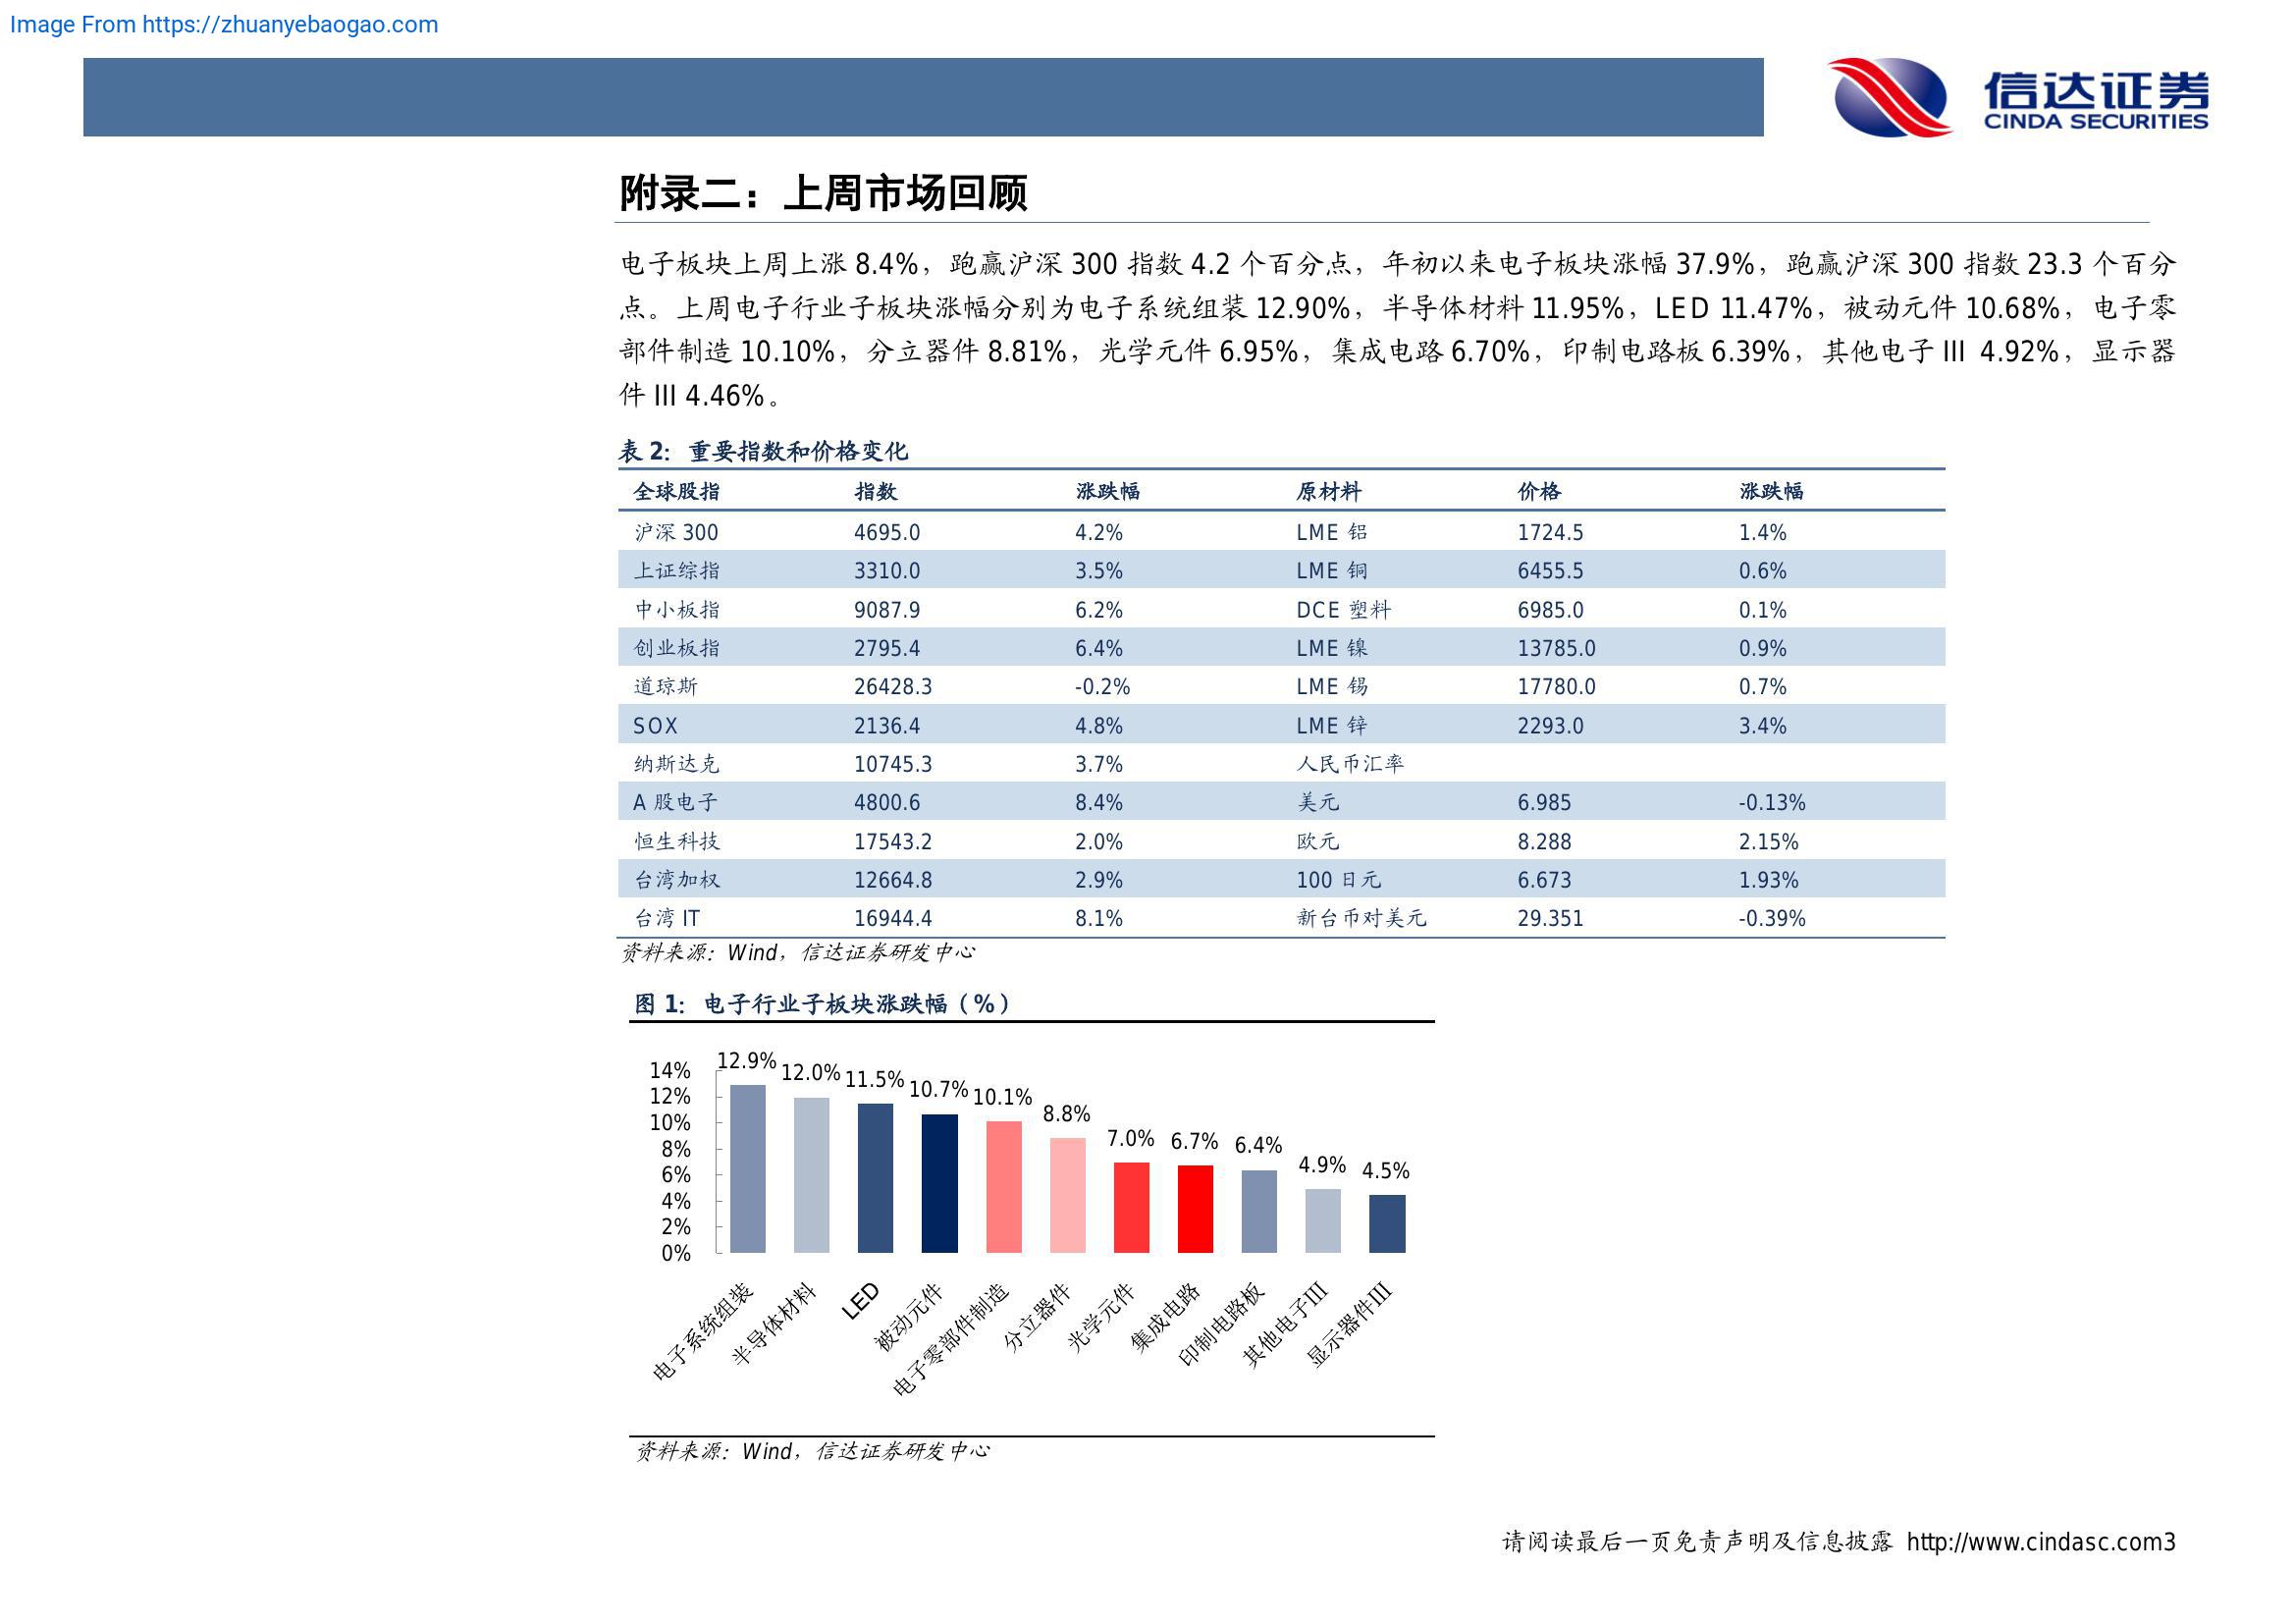 Image From https://zhuanyebaogao.com
信达证券
CINDA SECURITIES
附录二：上周市场回顾
电子板块上周上涨 8.4%，跑赢沪深 300 指数 4.2 个百分点，年初以来电子板块涨幅 37.9%，跑赢沪深 300 指数 23.3 个百分
点。上周电子行业子板块涨幅分别为电子系统组装 12.90%，半导体材料 11.95%，LED 11.47%，被动元件 10.68%，电子零
部件制造 10.10%，分立器件 8.81%，光学元件 6.95%，集成电路 6.70%，印制电路板 6.39%，其他电子 III 4.92%，显示器
件 III 4.46%。
表 2：重要指数和价格变化
全球股指 指数 涨跌幅 原材料 价格 涨跌幅
沪深 300 4695.0 4.2% LME 铝 1724.5 1.4%
上证综指 3310.0 3.5% LME 铜 6455.5 0.6%
中小板指 9087.9 6.2% DCE 塑料 6985.0 0.1%
创业板指 2795.4 6.4% LME 镍 13785.0 0.9%
道琼斯 26428.3 -0.2% LME 锡 17780.0 0.7%
SOX 2136.4 4.8% LME 锌 2293.0 3.4%
纳斯达克 10745.3 3.7% 人民币汇率
A 股电子 4800.6 8.4% 美元 6.985 -0.13%
恒生科技 17543.2 2.0% 欧元 8.288 2.15%
台湾加权 12664.8 2.9% 100 日元 6.673 1.93%
台湾 IT 16944.4 8.1% 新台币对美元 29.351 -0.39%
资料来源：Wind，信达证券研发中心
图 1：电子行业子板块涨跌幅（%）
14%
12%
10%
8%
6%
4%
2%
0%
12.9% 12.0% 11.5% 10.7% 10.1% 8.8% 7.0% 6.7% 6.4% 4.9% 4.5%
电子系统组装 半导体材料 LED 被动元件 电子零部件制造 分立器件 光学元件 集成电路 印制电路板 其他电子III 显示器件III
资料来源：Wind，信达证券研发中心
请阅读最后一页免责声明及信息披露 http://www.cindasc.com3